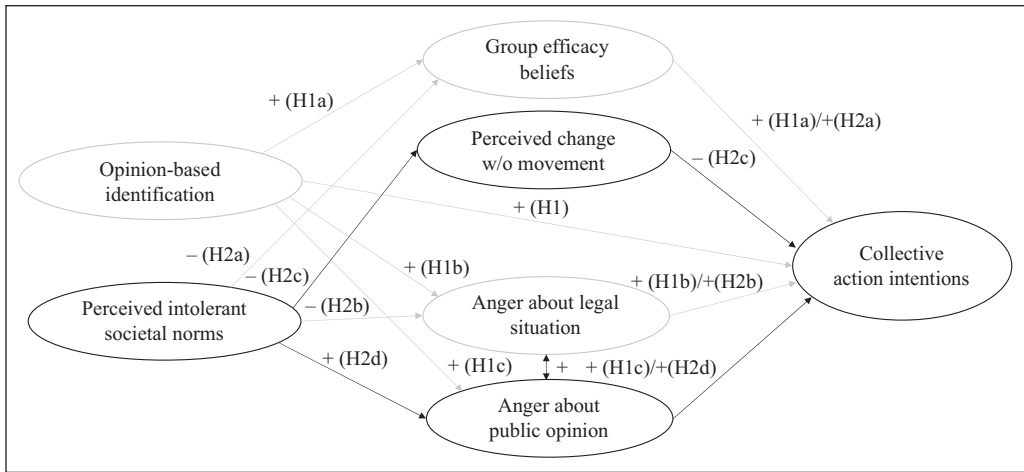 Group efficacy
beliefs
+ (H1a)
+ (H1a)/+(H2a)
Perceived change
w/o movement
– (H2c)
Opinion-based
identification
+ (H1)
– (H2a)
– (H2c)
+ (H1b)
Collective
action intentions
+ (H1b)/+(H2b)
Perceived intolerant
societal norms
– (H2b)
Anger about legal
situation
+ (H2d)
+ (H1c)
+
+ (H1c)/+(H2d)
Anger about
public opinion